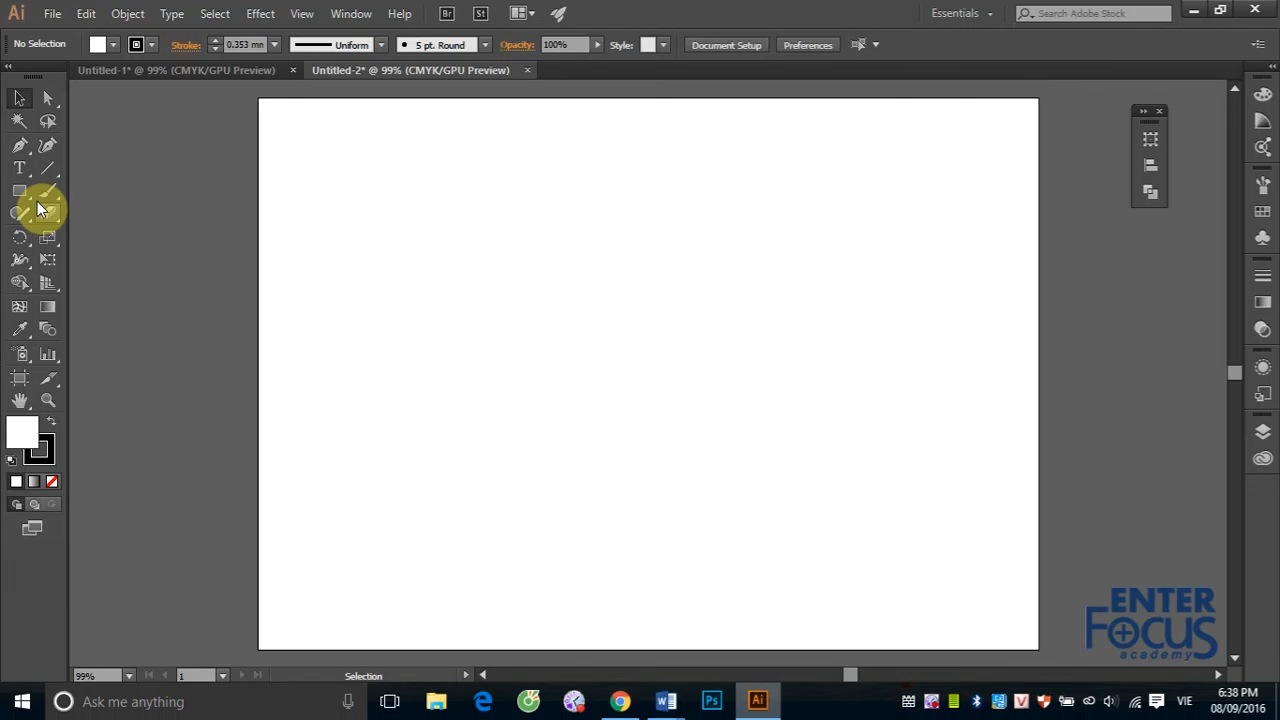 Ai File Edit Object Type Select Effect View Window Help Br St Essentials Search Adobe Stock
No Selection Stroke: 0.353 mn Uniform 5 pt. Round Opacity: 100% Style: Document Setup Preferences
Untitled-1* @ 99% (CMYK/GPU Preview) × Untitled-2* @ 99% (CMYK/GPU Preview) ×
T
ENTER
FOCUS
academy
99% 1 Selection
Ask me anything W Ps Ai V VIE 6:38 PM
08/09/2016